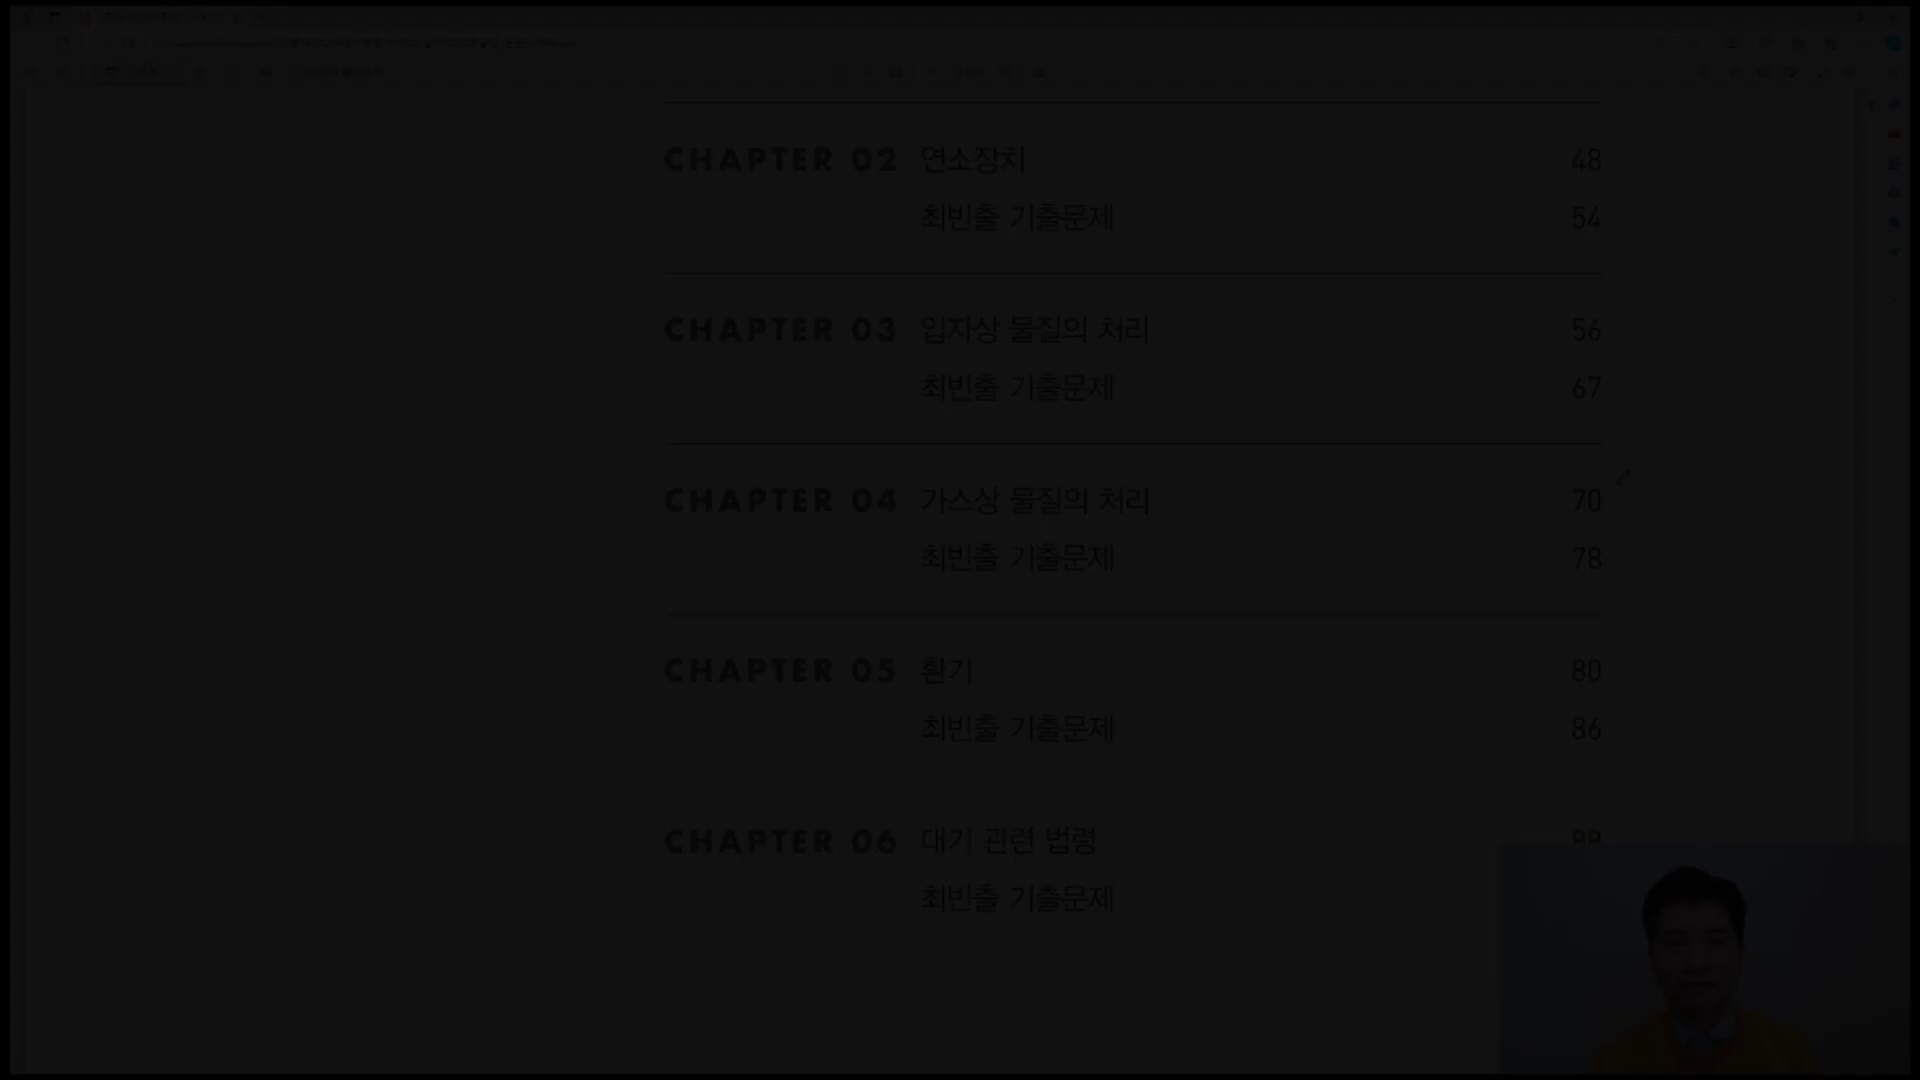 CHAPTER 02 연소장치 48
최빈출 기출문제 54
CHAPTER 03 입자상 물질의 처리 56
최빈출 기출문제 67
CHAPTER 04 가스상 물질의 처리 70
최빈출 기출문제 78
CHAPTER 05 환기 80
최빈출 기출문제 86
CHAPTER 06 대기 관련 법령
최빈출 기출문제